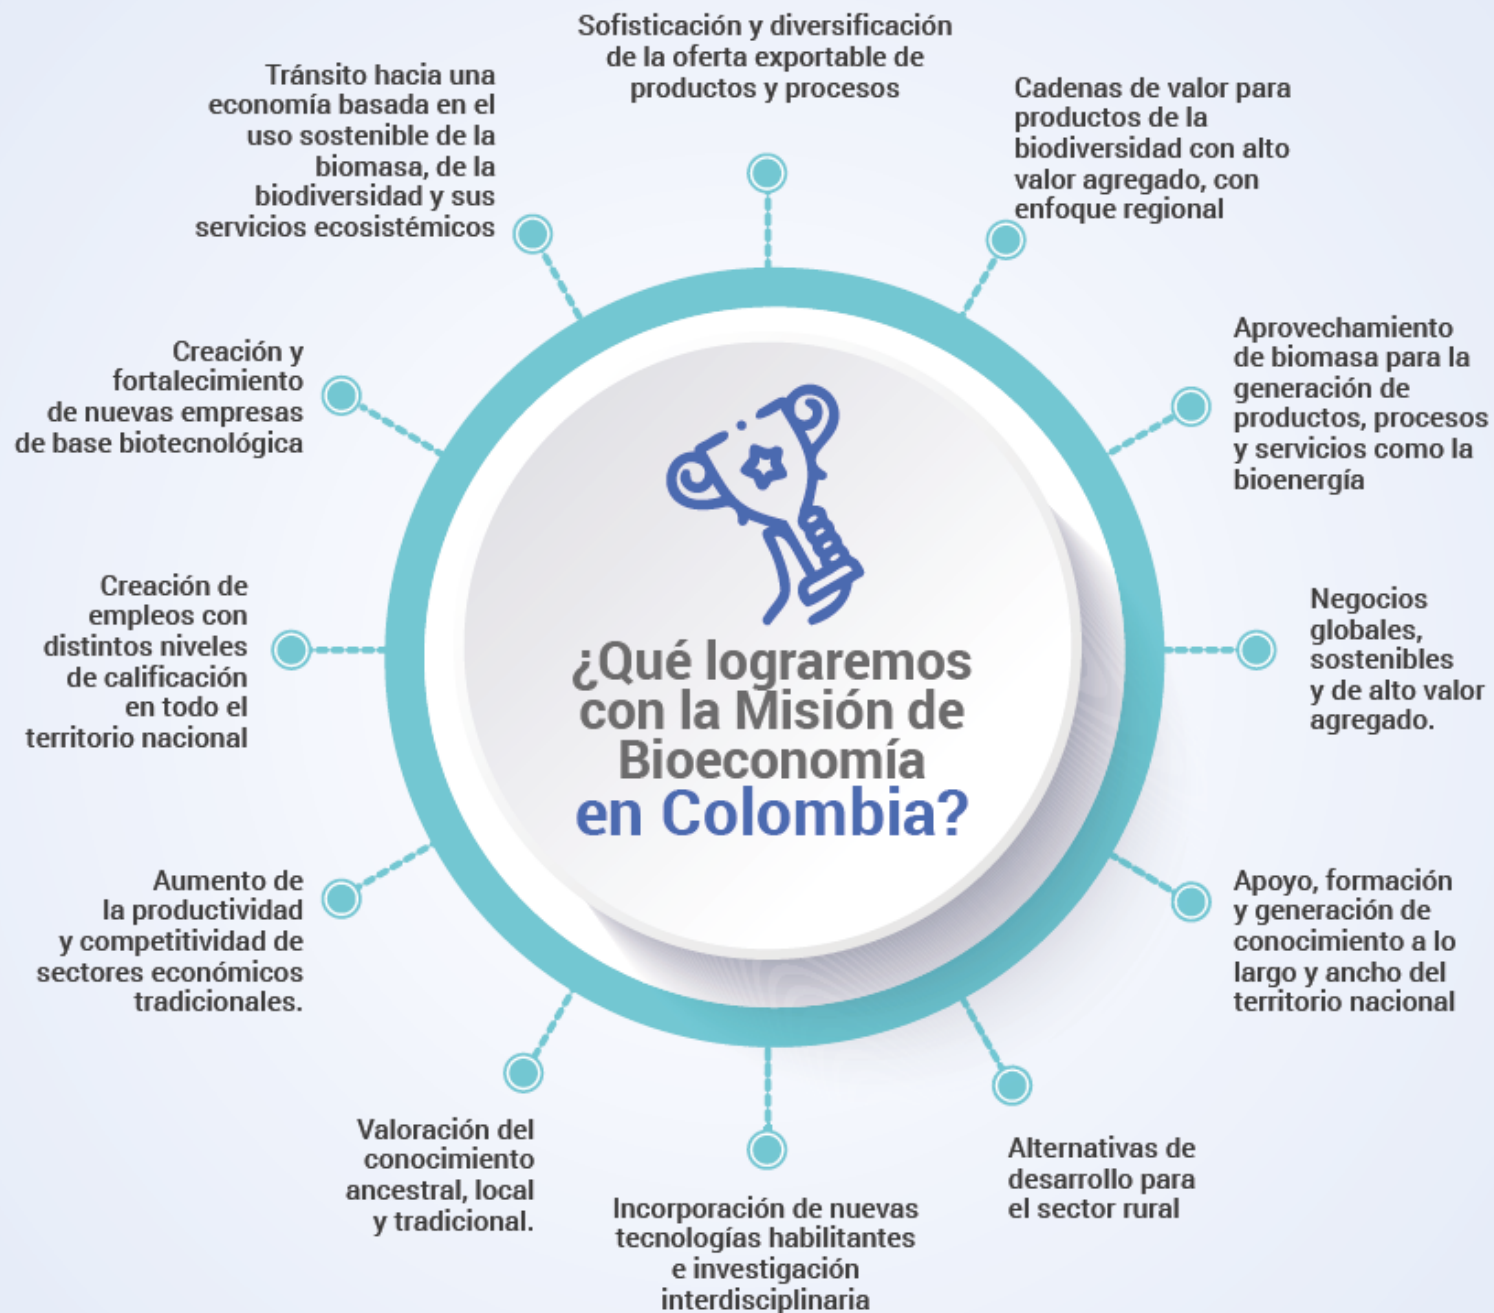 Sofisticación y diversificación
de la oferta exportable de
productos y procesos
Cadenas de valor para
productos de la
biodiversidad con alto
valor agregado, con
enfoque regional
Aprovechamiento
de biomasa para la
generación de
productos, procesos
y servicios como la
bioenergía
Negocios
globales,
sostenibles
y de alto valor
agregado.
Apoyo, formación
y generación de
conocimiento a lo
largo y ancho del
territorio nacional
Alternativas de
desarrollo para
el sector rural
Incorporación de nuevas
tecnologías habilitantes
e investigación
interdisciplinaria
Valoración del
conocimiento
ancestral, local
y tradicional.
Aumento de
la productividad
y competitividad de
sectores económicos
tradicionales.
Creación de
empleos con
distintos niveles
de calificación
en todo el
territorio nacional
Creación y
fortalecimiento
de nuevas empresas
de base biotecnológica
Tránsito hacia una
economía basada en el
uso sostenible de la
biomasa, de la
biodiversidad y sus
servicios ecosistémicos
¿Qué lograremos
con la Misión de
Bioeconomía
en Colombia?